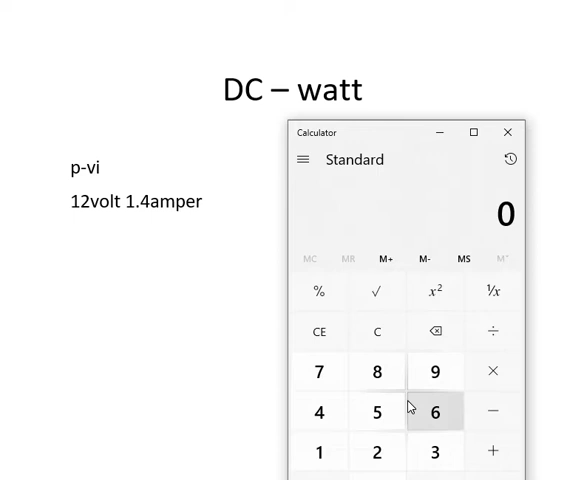 DC – watt
p-vi
12volt 1.4amper
Calculator
Standard
0
MC MR M+ M- MS M˅
% √ x² ¹/x
CE C ÷
7 8 9 ×
4 5 6 −
1 2 3 +